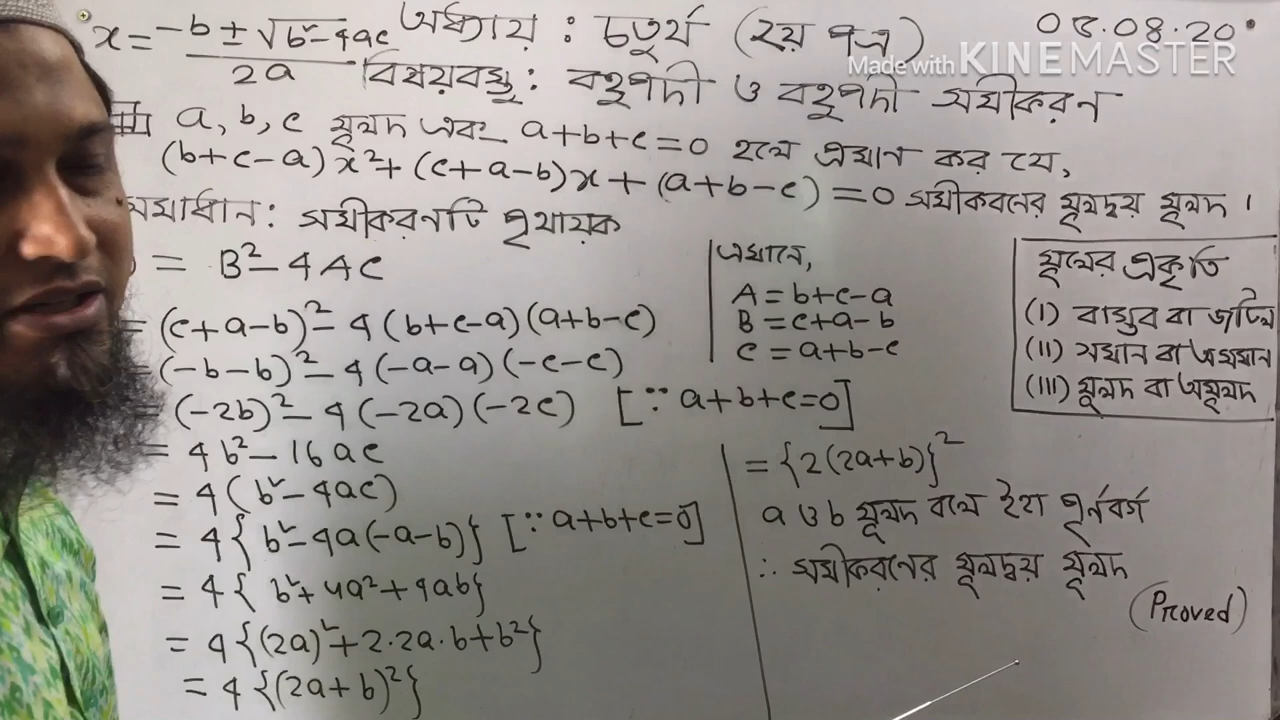 x = -b ± √b² - 4ac / 2a অধ্যায় : চতুর্থ (২য় পত্র) 08.20
Made with KINEMASTER
বিষয়বস্তু : বহুপদী ও বহুপদী সমীকরণ
a, b, c মূলদ এবং a+b+c=0 হলে প্রমাণ কর যে,
(b+c-a)x² + (c+a-b)x + (a+b-c) = 0 সমীকরনের মূলদ্বয় মূলদ ।
সমাধান : সমীকরণটি পৃথায়ক
= B² - 4AC
= (c+a-b)² - 4(b+c-a)(a+b-c)
= (-b-b)² - 4(-a-a)(-c-c)
= (-2b)² - 4(-2a)(-2c) [∵ a+b+c=0]
= 4b² - 16ac
= 4(b² - 4ac)
= 4{b² - 4a(-a-b)} [∵ a+b+c=0]
= 4{b² + 4a² + 4ab}
= 4{(2a)² + 2·2a·b + b²}
= 4{(2a+b)²}
এখানে,
A = b+c-a
B = c+a-b
C = a+b-c
মূলের প্রকৃতি
(I) বাস্তব বা জটিল
(II) সমান বা অসমান
(III) মূলদ বা অমূলদ
= {2(2a+b)}²
a ও b মূলদ বলে ইহা পূর্নবর্গ
∴ সমীকরনের মূলদ্বয় মূলদ
(Proved)